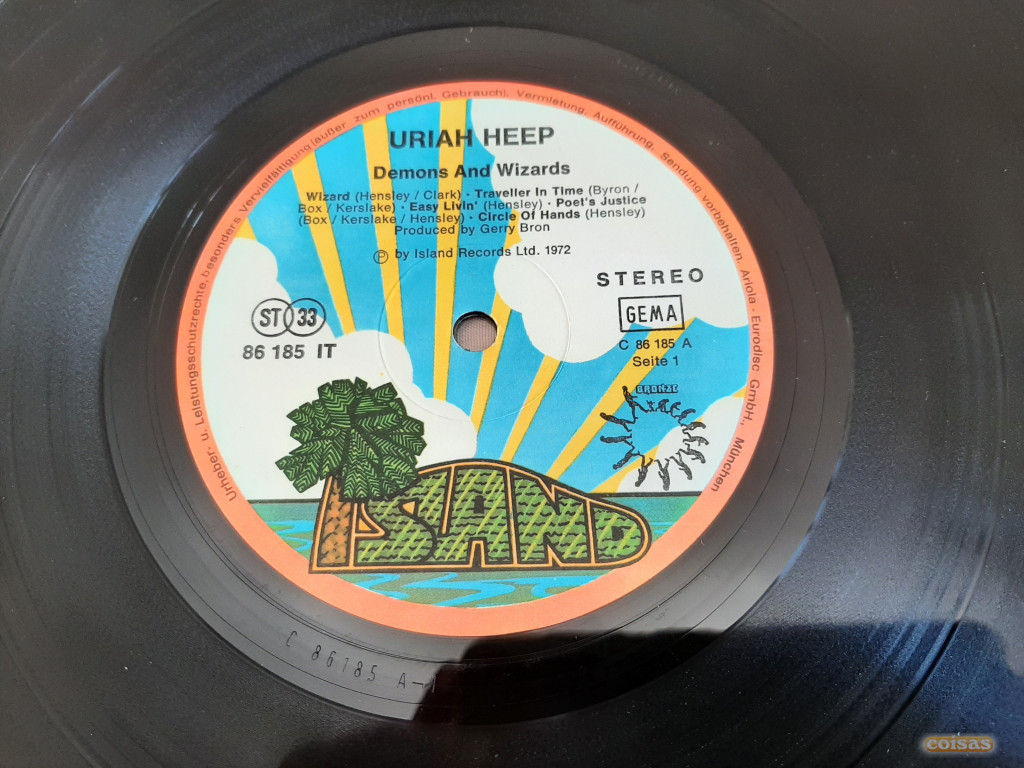 Urheber- u. Leistungsschutzrechte, besonders Vervielfältigung (außer zum persönl. Gebrauch), Vermietung, Aufführung, Sendung vorbehalten. Ariola - Eurodisc GmbH., München
URIAH HEEP
Demons And Wizards
Wizard (Hensley / Clark) · Traveller In Time (Byron /
Box / Kerslake) · Easy Livin' (Hensley) · Poet's Justice
(Box / Kerslake / Hensley) · Circle Of Hands (Hensley)
Produced by Gerry Bron
Ⓟ by Island Records Ltd. 1972
STEREO
ST 33
GEMA
86 185 IT
C 86 185 A
Seite 1
BRONZE
ISLAND
C 86185 A-1
coisas